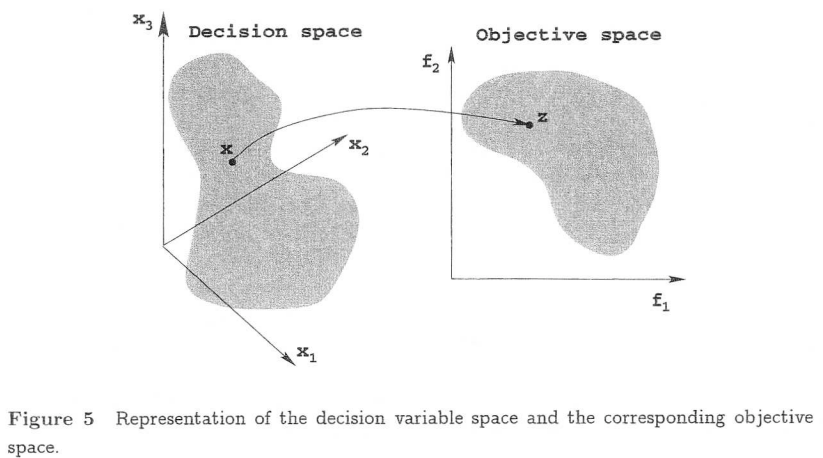 Decision space
Objective space
x3
f2
x
z
x2
f1
x1
Figure 5 Representation of the decision variable space and the corresponding objective
space.